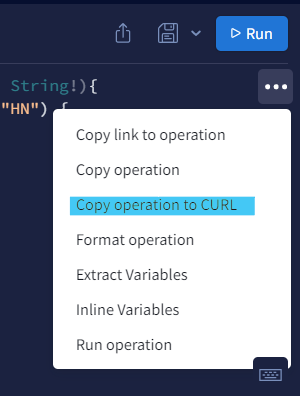 Run
String!){
"HN") {
Copy link to operation
Copy operation
Copy operation to CURL
Format operation
Extract Variables
Inline Variables
Run operation